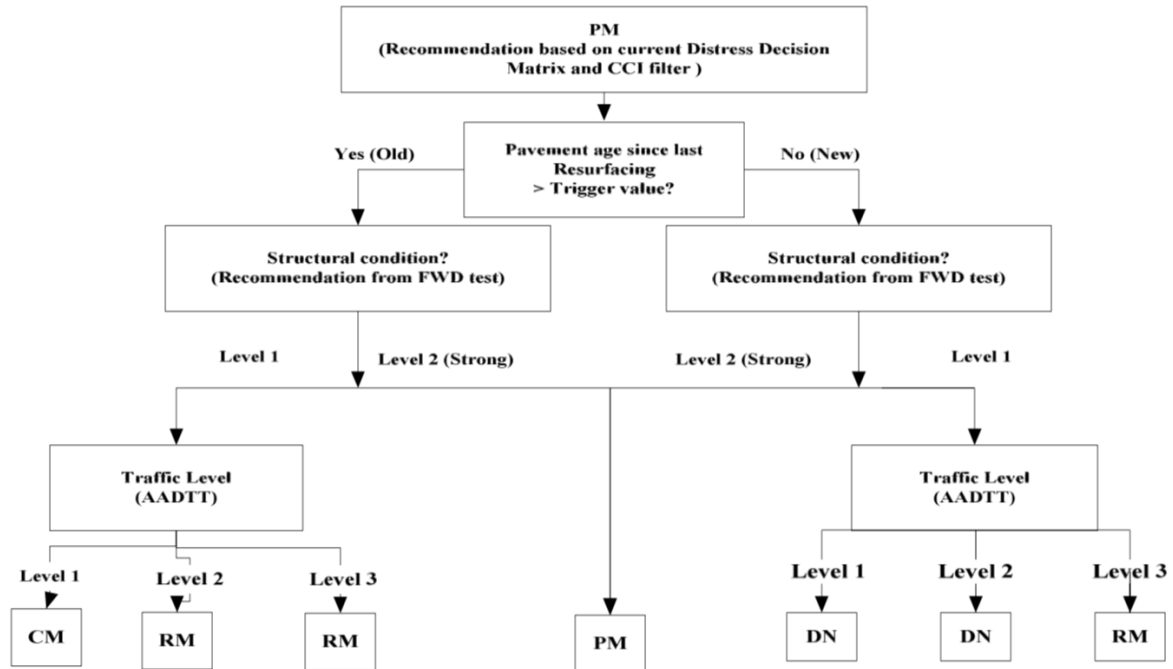 PM
(Recommendation based on current Distress Decision
Matrix and CCI filter )
Yes (Old)
Pavement age since last
Resurfacing
> Trigger value?
No (New)
Structural condition?
(Recommendation from FWD test)
Structural condition?
(Recommendation from FWD test)
Level 1
Level 2 (Strong)
Level 2 (Strong)
Level 1
Traffic Level
(AADTT)
Traffic Level
(AADTT)
Level 1
Level 2
Level 3
Level 1
Level 2
Level 3
CM
RM
RM
PM
DN
DN
RM